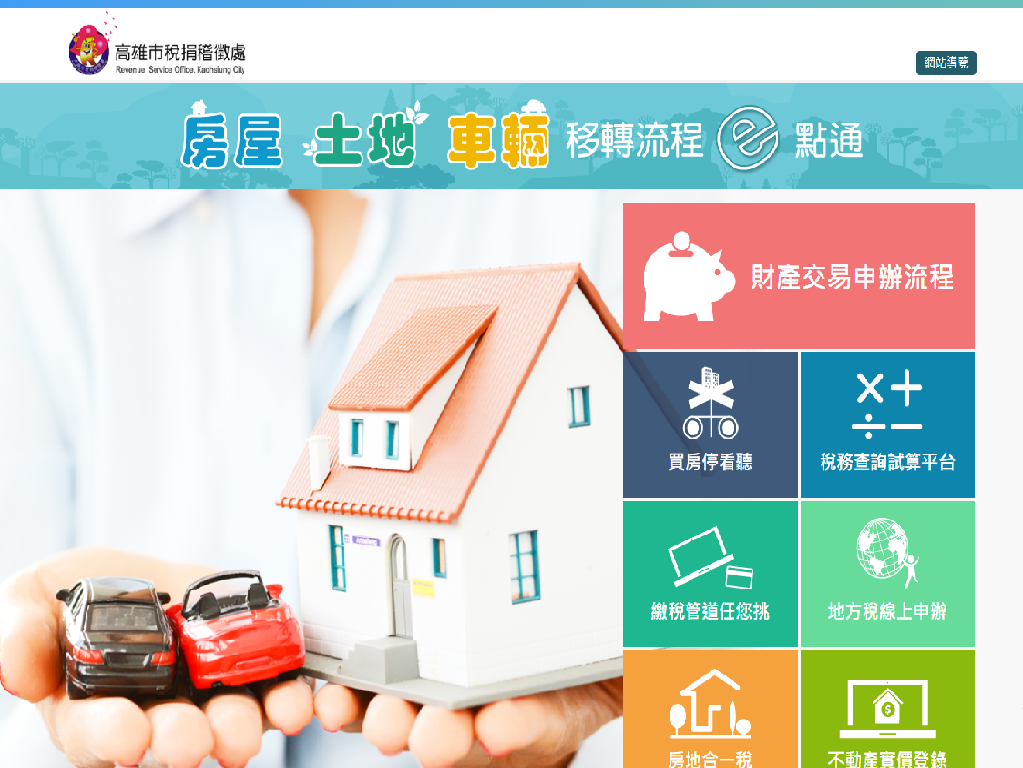 高雄市稅捐稽徵處
Revenue Service Office, Kaohsiung City
網站導覽
房屋 土地 車輛 移轉流程 e 點通
財產交易申辦流程
買房停看聽
稅務查詢試算平台
繳稅管道任您挑
地方稅線上申辦
房地合一稅
不動產實價登錄